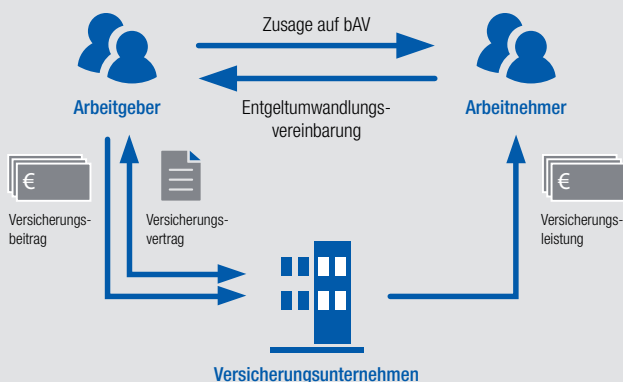 Zusage auf bAV
Arbeitgeber
Entgeltumwandlungs-
vereinbarung
Arbeitnehmer
€
Versicherungs-
beitrag
Versicherungs-
vertrag
€
Versicherungs-
leistung
Versicherungsunternehmen